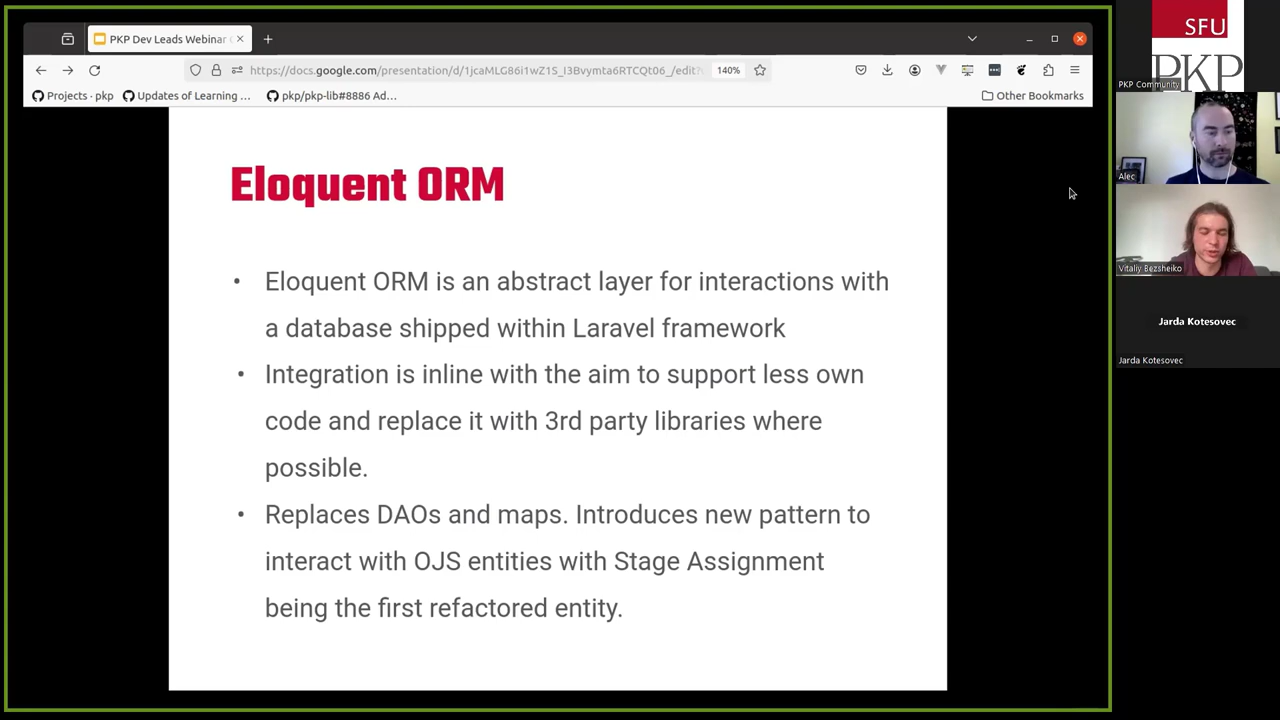 PKP Dev Leads Webinar
https://docs.google.com/presentation/d/1jcaMLG86i1wZ1S_I3Bvymta6RTCQt06_/edit?
140%
Projects · pkp
Updates of Learning ...
pkp/pkp-lib#8886 Ad...
Other Bookmarks
Eloquent ORM
• Eloquent ORM is an abstract layer for interactions with
a database shipped within Laravel framework
• Integration is inline with the aim to support less own
code and replace it with 3rd party libraries where
possible.
• Replaces DAOs and maps. Introduces new pattern to
interact with OJS entities with Stage Assignment
being the first refactored entity.
SFU
PKP
PKP Community
Alec
Vitaliy Bezsheiko
Jarda Kotesovec
Jarda Kotesovec